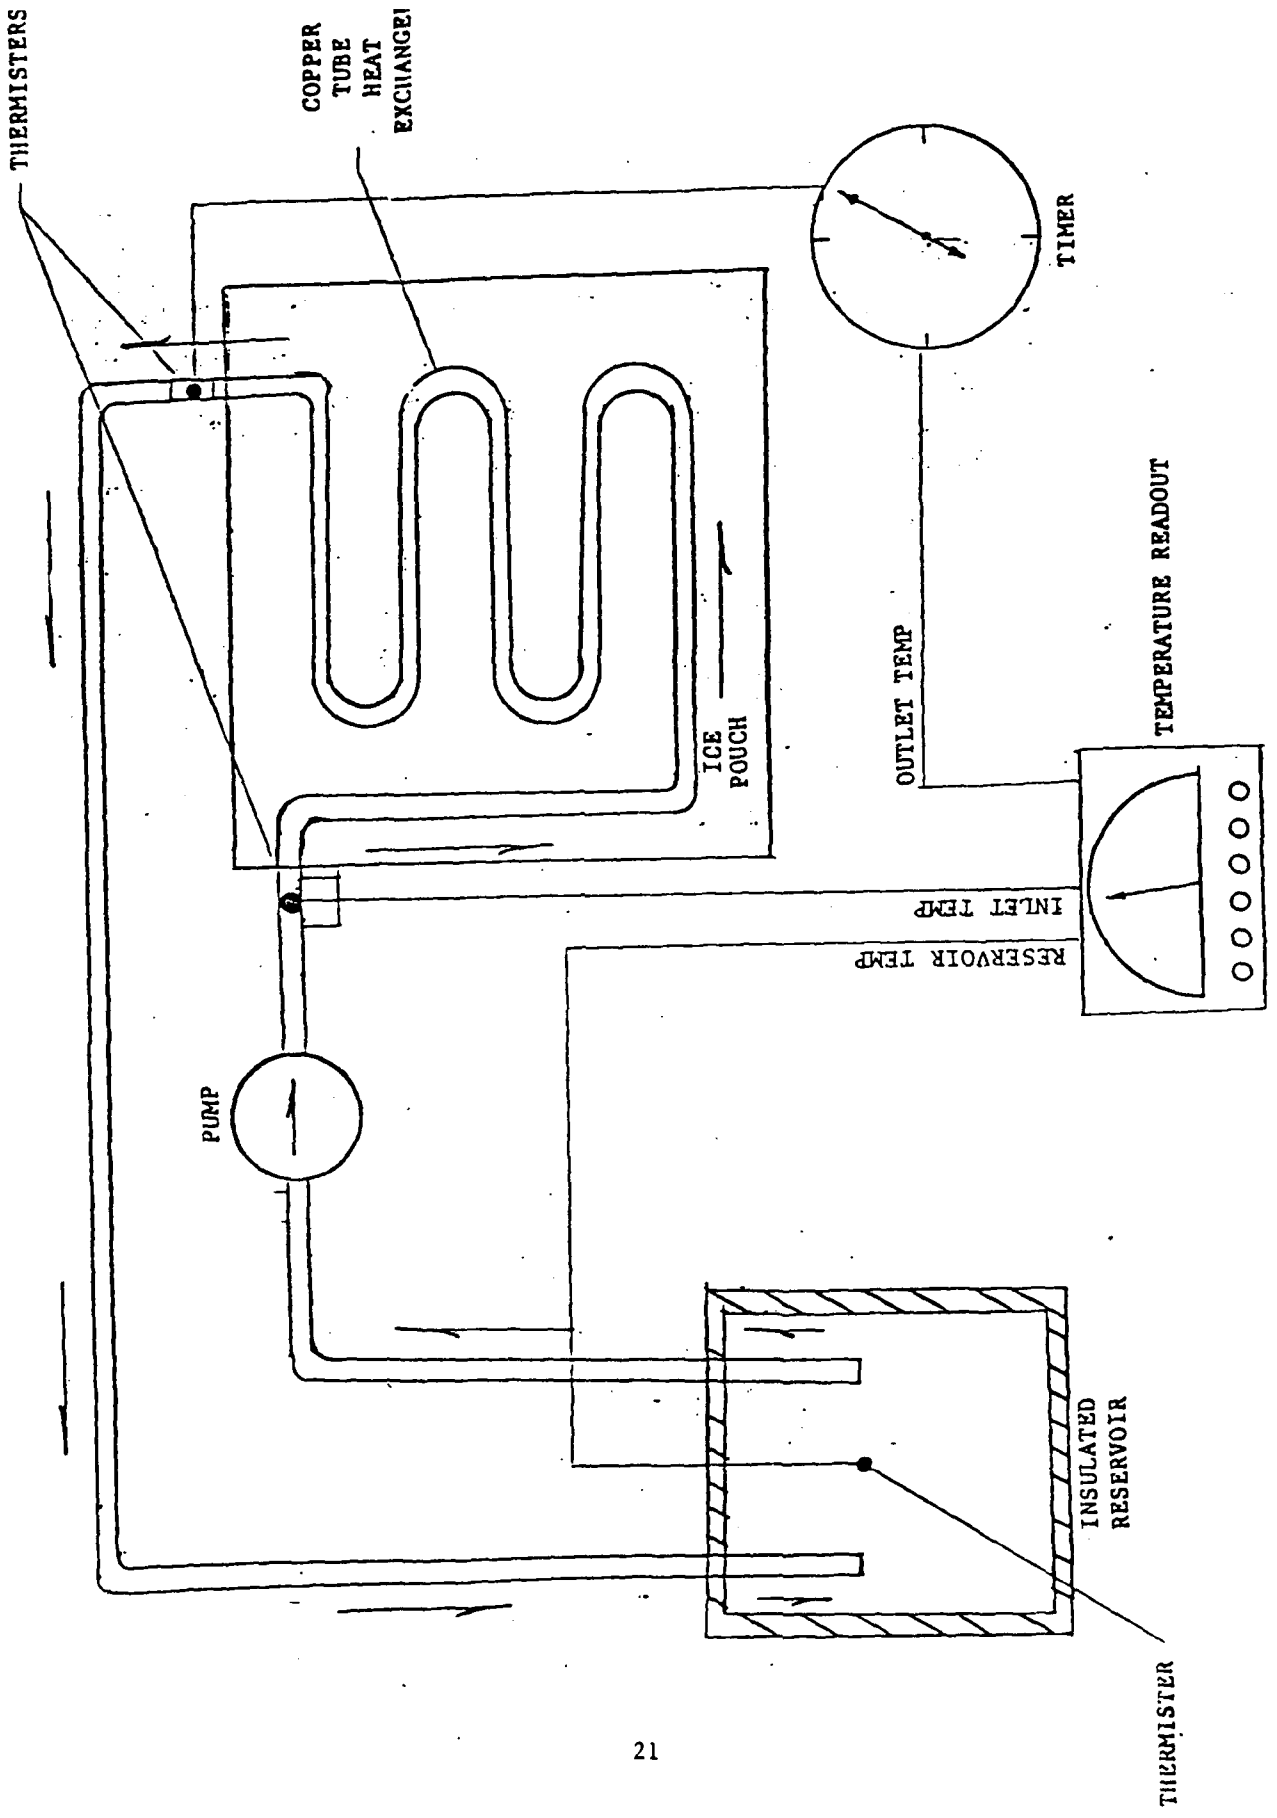 THERMISTERS
COPPER
TUBE
HEAT
EXCHANGE
PUMP
ICE
POUCH
TIMER
OUTLET TEMP
INLET TEMP
RESERVOIR TEMP
TEMPERATURE READOUT
INSULATED
RESERVOIR
THERMISTER
21